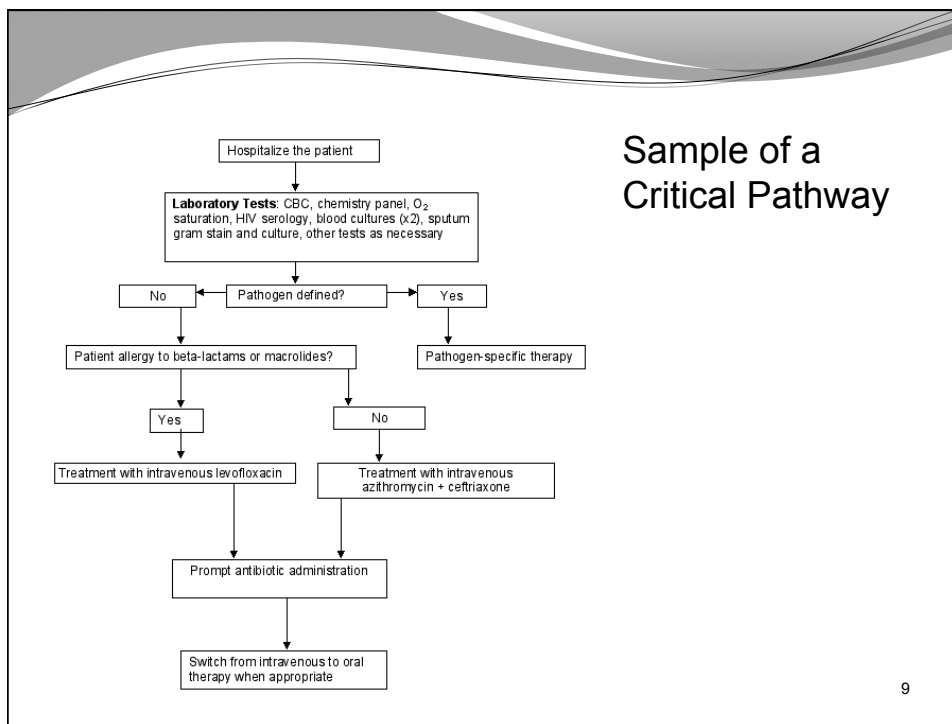 Sample of a
Critical Pathway
Hospitalize the patient
Laboratory Tests: CBC, chemistry panel, O₂
saturation, HIV serology, blood cultures (x2), sputum
gram stain and culture, other tests as necessary
No
Pathogen defined?
Yes
Patient allergy to beta-lactams or macrolides?
Pathogen-specific therapy
Yes
No
Treatment with intravenous levofloxacin
Treatment with intravenous
azithromycin + ceftriaxone
Prompt antibiotic administration
Switch from intravenous to oral
therapy when appropriate
9